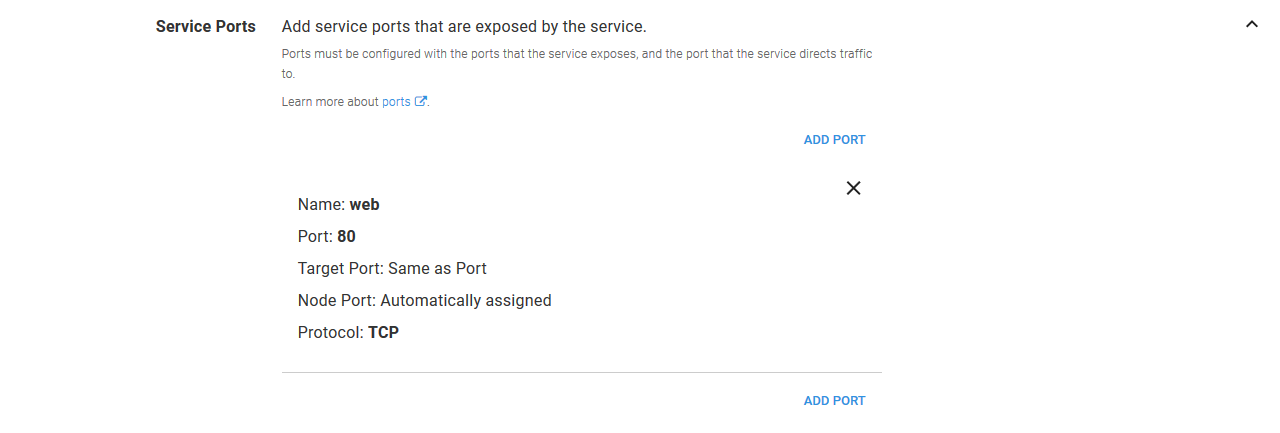 Service Ports
Add service ports that are exposed by the service.
Ports must be configured with the ports that the service exposes, and the port that the service directs traffic
to.
Learn more about ports.
ADD PORT
Name: web
Port: 80
Target Port: Same as Port
Node Port: Automatically assigned
Protocol: TCP
ADD PORT